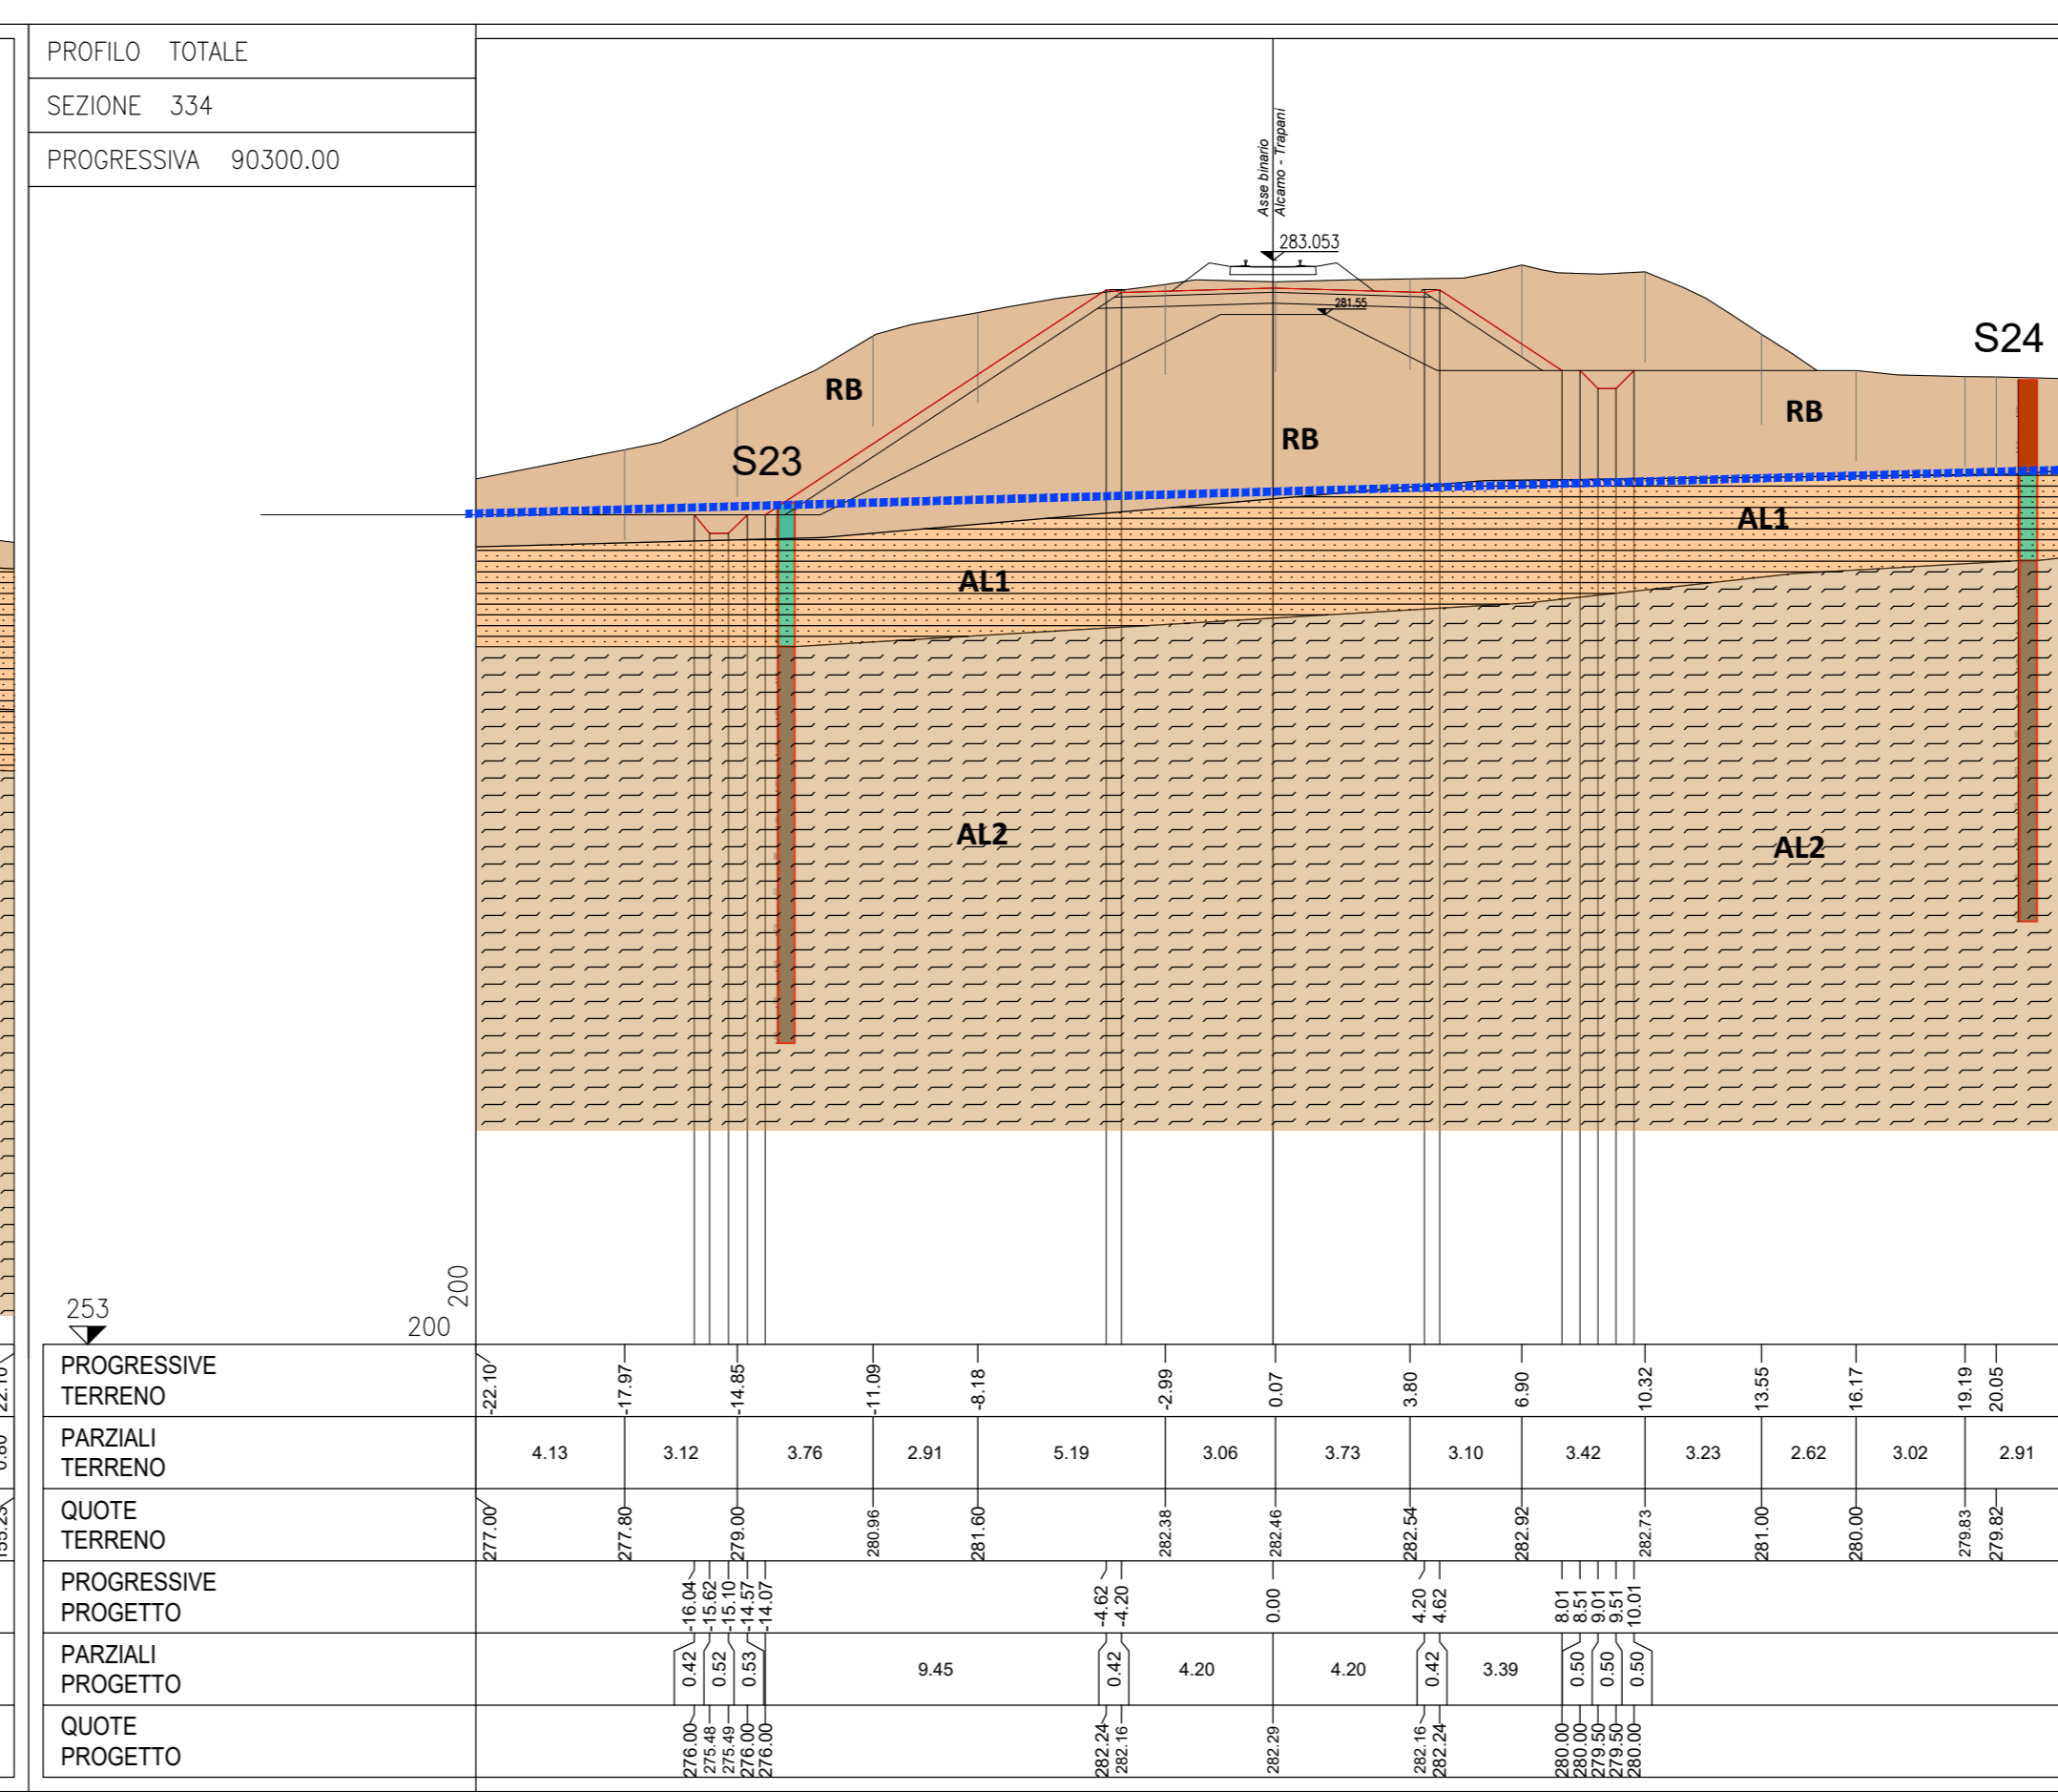 PROFILO TOTALE
SEZIONE 334
PROGRESSIVA 90300.00
Asse binario
Alcamo - Trapani
283.053
281.55
S24
RB
RB
RB
S23
AL1
AL1
AL2
AL2
253
200
200
PROGRESSIVE
TERRENO
-22.10 -17.97 -14.85 -11.09 -8.18 -2.99 0.07 3.80 6.90 10.32 13.55 16.17 19.19 20.05
22.10
PARZIALI
TERRENO
4.13 3.12 3.76 2.91 5.19 3.06 3.73 3.10 3.42 3.23 2.62 3.02 2.91
QUOTE
TERRENO
277.00 277.80 279.00 280.96 281.60 282.38 282.46 282.54 282.92 282.73 281.00 280.00 279.83 279.82
PROGRESSIVE
PROGETTO
-16.04 -15.62 -15.10 -14.57 -14.07 -4.62 -4.20 0.00 4.20 4.62 8.01 8.51 9.01 9.51 10.01
PARZIALI
PROGETTO
0.42 0.52 0.53 9.45 0.42 4.20 4.20 0.42 3.39 0.50 0.50 0.50
QUOTE
PROGETTO
276.00 275.48 275.49 276.00 276.00 282.24 282.16 282.29 282.16 282.24 280.00 280.00 279.50 279.50 280.00